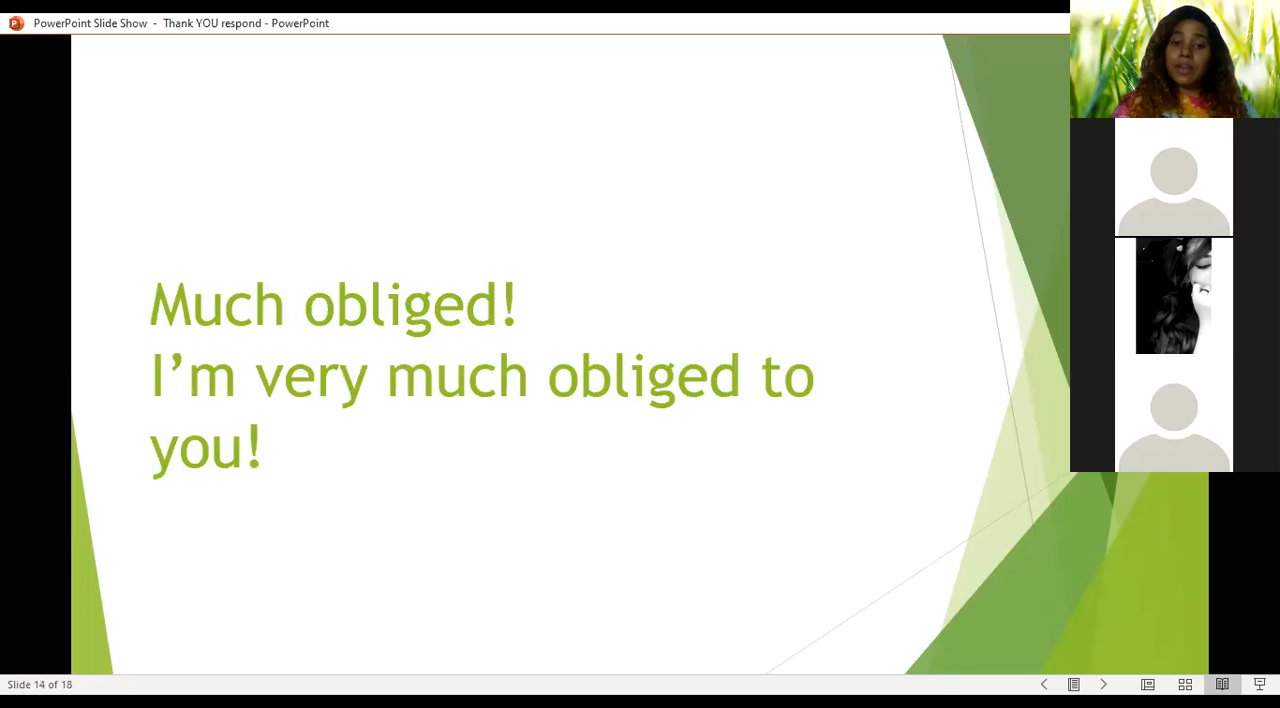 PowerPoint Slide Show - Thank YOU respond - PowerPoint
Much obliged!
I’m very much obliged to
you!
Slide 14 of 18